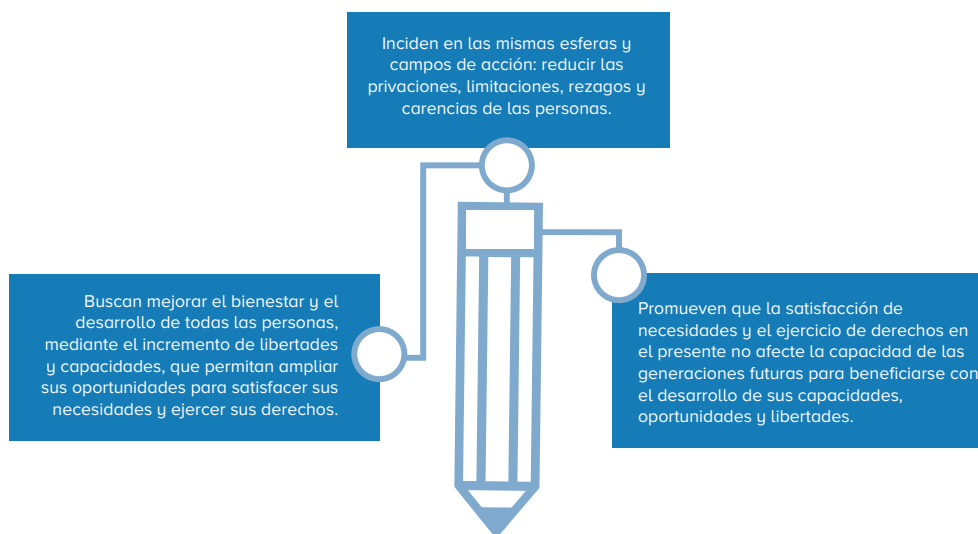 Inciden en las mismas esferas y
campos de acción: reducir las
privaciones, limitaciones, rezagos y
carencias de las personas.
Buscan mejorar el bienestar y el
desarrollo de todas las personas,
mediante el incremento de libertades
y capacidades, que permitan ampliar
sus oportunidades para satisfacer sus
necesidades y ejercer sus derechos.
Promueven que la satisfacción de
necesidades y el ejercicio de derechos en
el presente no afecte la capacidad de las
generaciones futuras para beneficiarse con
el desarrollo de sus capacidades,
oportunidades y libertades.